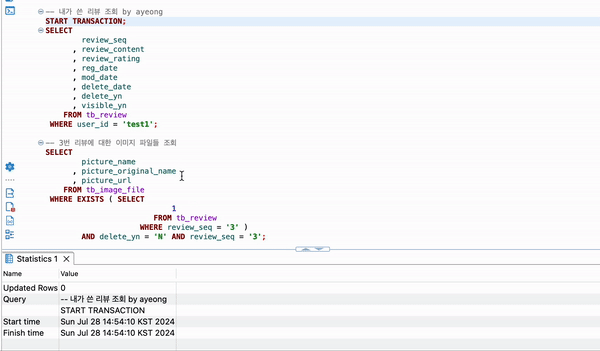 -- 내가 쓴 리뷰 조회 by ayeong
START TRANSACTION;
SELECT
review_seq
, review_content
, review_rating
, reg_date
, mod_date
, delete_date
, delete_yn
, visible_yn
FROM tb_review
WHERE user_id = 'test1';
-- 3번 리뷰에 대한 이미지 파일들 조회
SELECT
picture_name
, picture_original_name
, picture_url
FROM tb_image_file
WHERE EXISTS ( SELECT
1
FROM tb_review
WHERE review_seq = '3' )
AND delete_yn = 'N' AND review_seq = '3';
Statistics 1
Name Value
Updated Rows 0
Query -- 내가 쓴 리뷰 조회 by ayeong
START TRANSACTION
Start time Sun Jul 28 14:54:10 KST 2024
Finish time Sun Jul 28 14:54:10 KST 2024